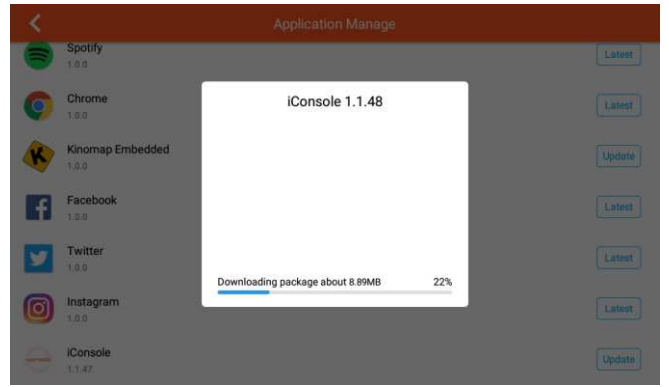 Application Manage
Spotify
1.0.0
Latest
Chrome
1.0.0
Latest
Kinomap Embedded
1.0.0
Update
Facebook
1.0.0
Latest
Twitter
1.0.0
Latest
Instagram
1.0.0
Latest
iConsole
1.1.47
Update
iConsole 1.1.48
Downloading package about 8.89MB 22%